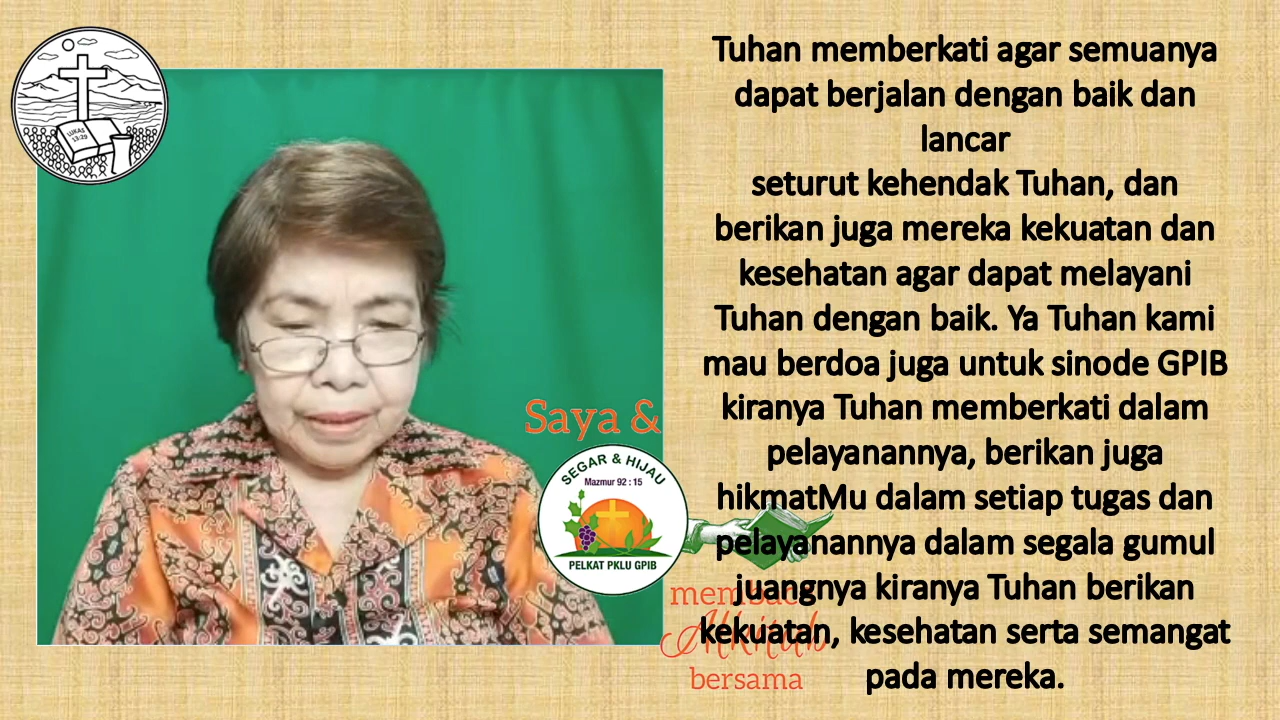 LUKAS
13:29
Tuhan memberkati agar semuanya
dapat berjalan dengan baik dan
lancar
seturut kehendak Tuhan, dan
berikan juga mereka kekuatan dan
kesehatan agar dapat melayani
Tuhan dengan baik. Ya Tuhan kami
mau berdoa juga untuk sinode GPIB
kiranya Tuhan memberkati dalam
pelayanannya, berikan juga
hikmatMu dalam setiap tugas dan
pelayanannya dalam segala gumul
juangnya kiranya Tuhan berikan
kekuatan, kesehatan serta semangat
pada mereka.
Saya &
SEGAR & HIJAU
Mazmur 92 : 15
PELKAT PKLU GPIB
membaca
Alkitab
bersama